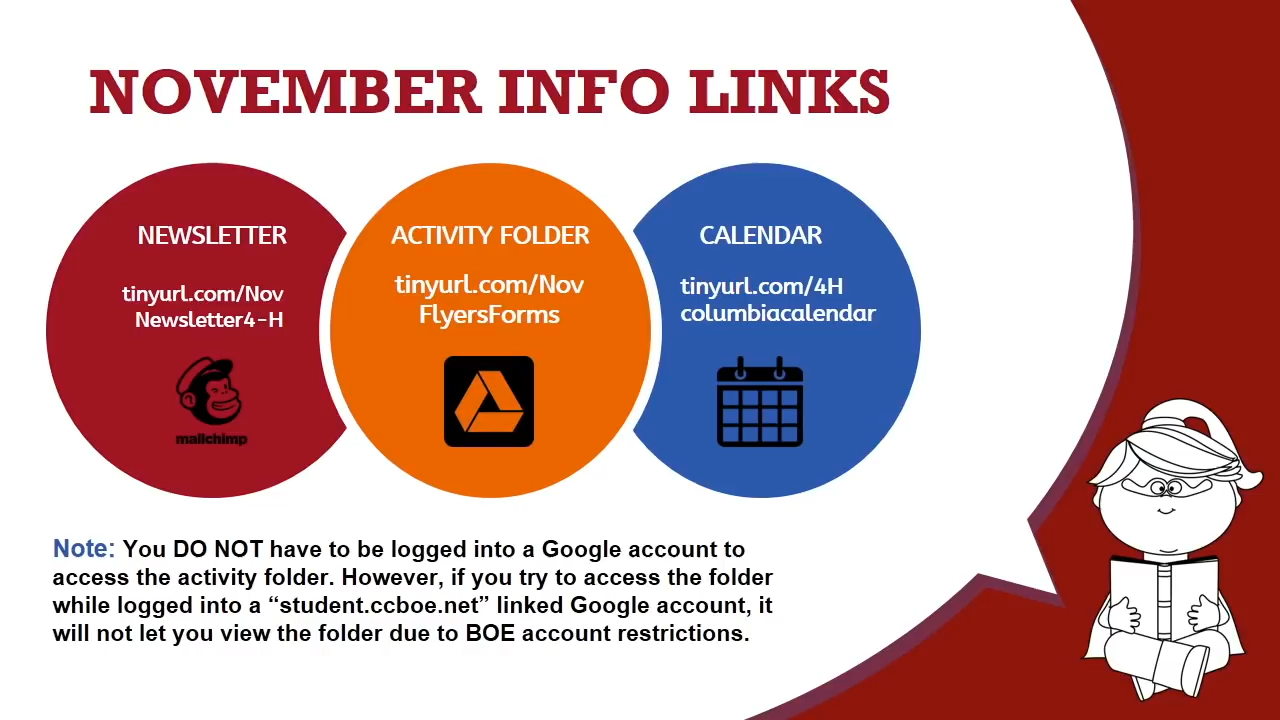 NOVEMBER INFO LINKS
NEWSLETTER
tinyurl.com/Nov
Newsletter4-H
mailchimp
ACTIVITY FOLDER
tinyurl.com/Nov
FlyersForms
CALENDAR
tinyurl.com/4H
columbiacalendar
Note: You DO NOT have to be logged into a Google account to
access the activity folder. However, if you try to access the folder
while logged into a “student.ccboe.net” linked Google account, it
will not let you view the folder due to BOE account restrictions.